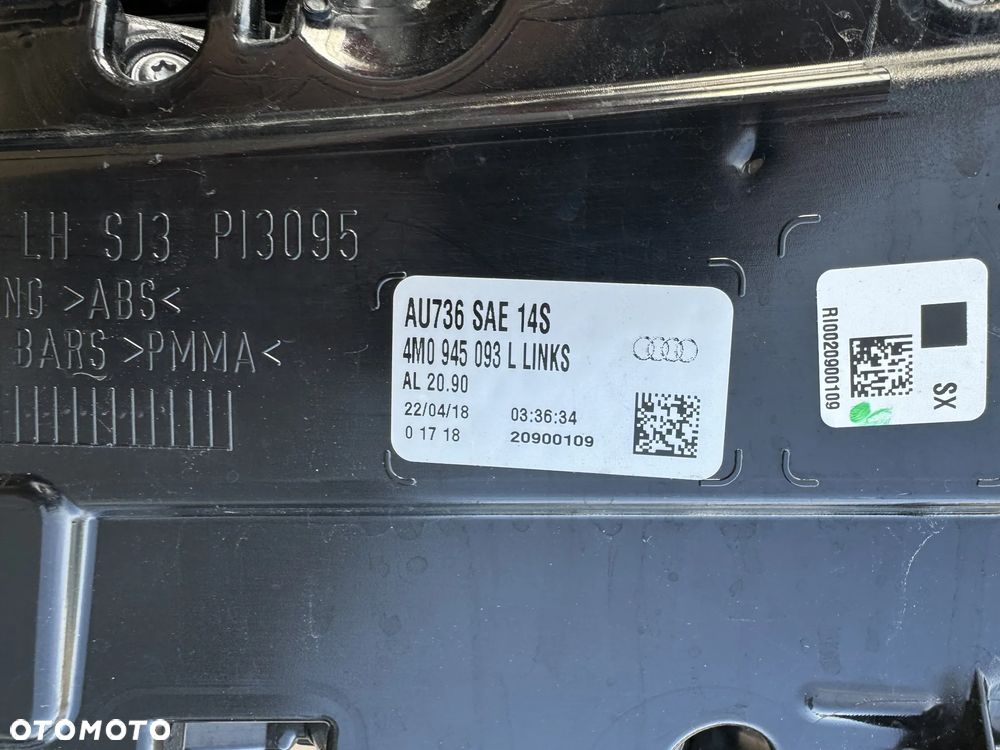 LH SJ3 PI3095
NG >ABS<
BARS >PMMA<
AU736 SAE 14S
4M0 945 093 L LINKS
AL 20.90
22/04/18 03:36:34
0 17 18 20900109
RI0020900109
SX
OTOMOTO